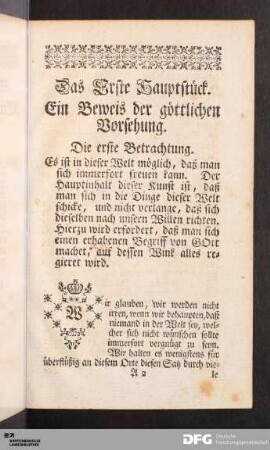 Das Erste Hauptstück.
Ein Beweis der göttlichen
Vorsehung.
Die erste Betrachtung.
Es ist in dieser Welt möglich, daß man
sich immerfort freuen kann. Der
Hauptinhalt dieser Kunst ist, daß
man sich in die Dinge dieser Welt
schicke, und nicht verlange, daß sich
dieselben nach unsern Willen richten.
Hierzu wird erfordert, daß man sich
einen erhabenen Begriff von GOtt
machet, auf dessen Wink alles re-
gieret wird.
Wir glauben, wir werden nicht
irren, wenn wir behaupten, daß
niemand in der Welt sey, wel-
cher sich nicht wünschen sollte
immerfort vergnügt zu seyn.
Wir halten es wenigstens für
überflüßig an diesem Orte diesen Satz durch vie-
A 2
le
DFG
Deutsche
Forschungsgemeinschaft